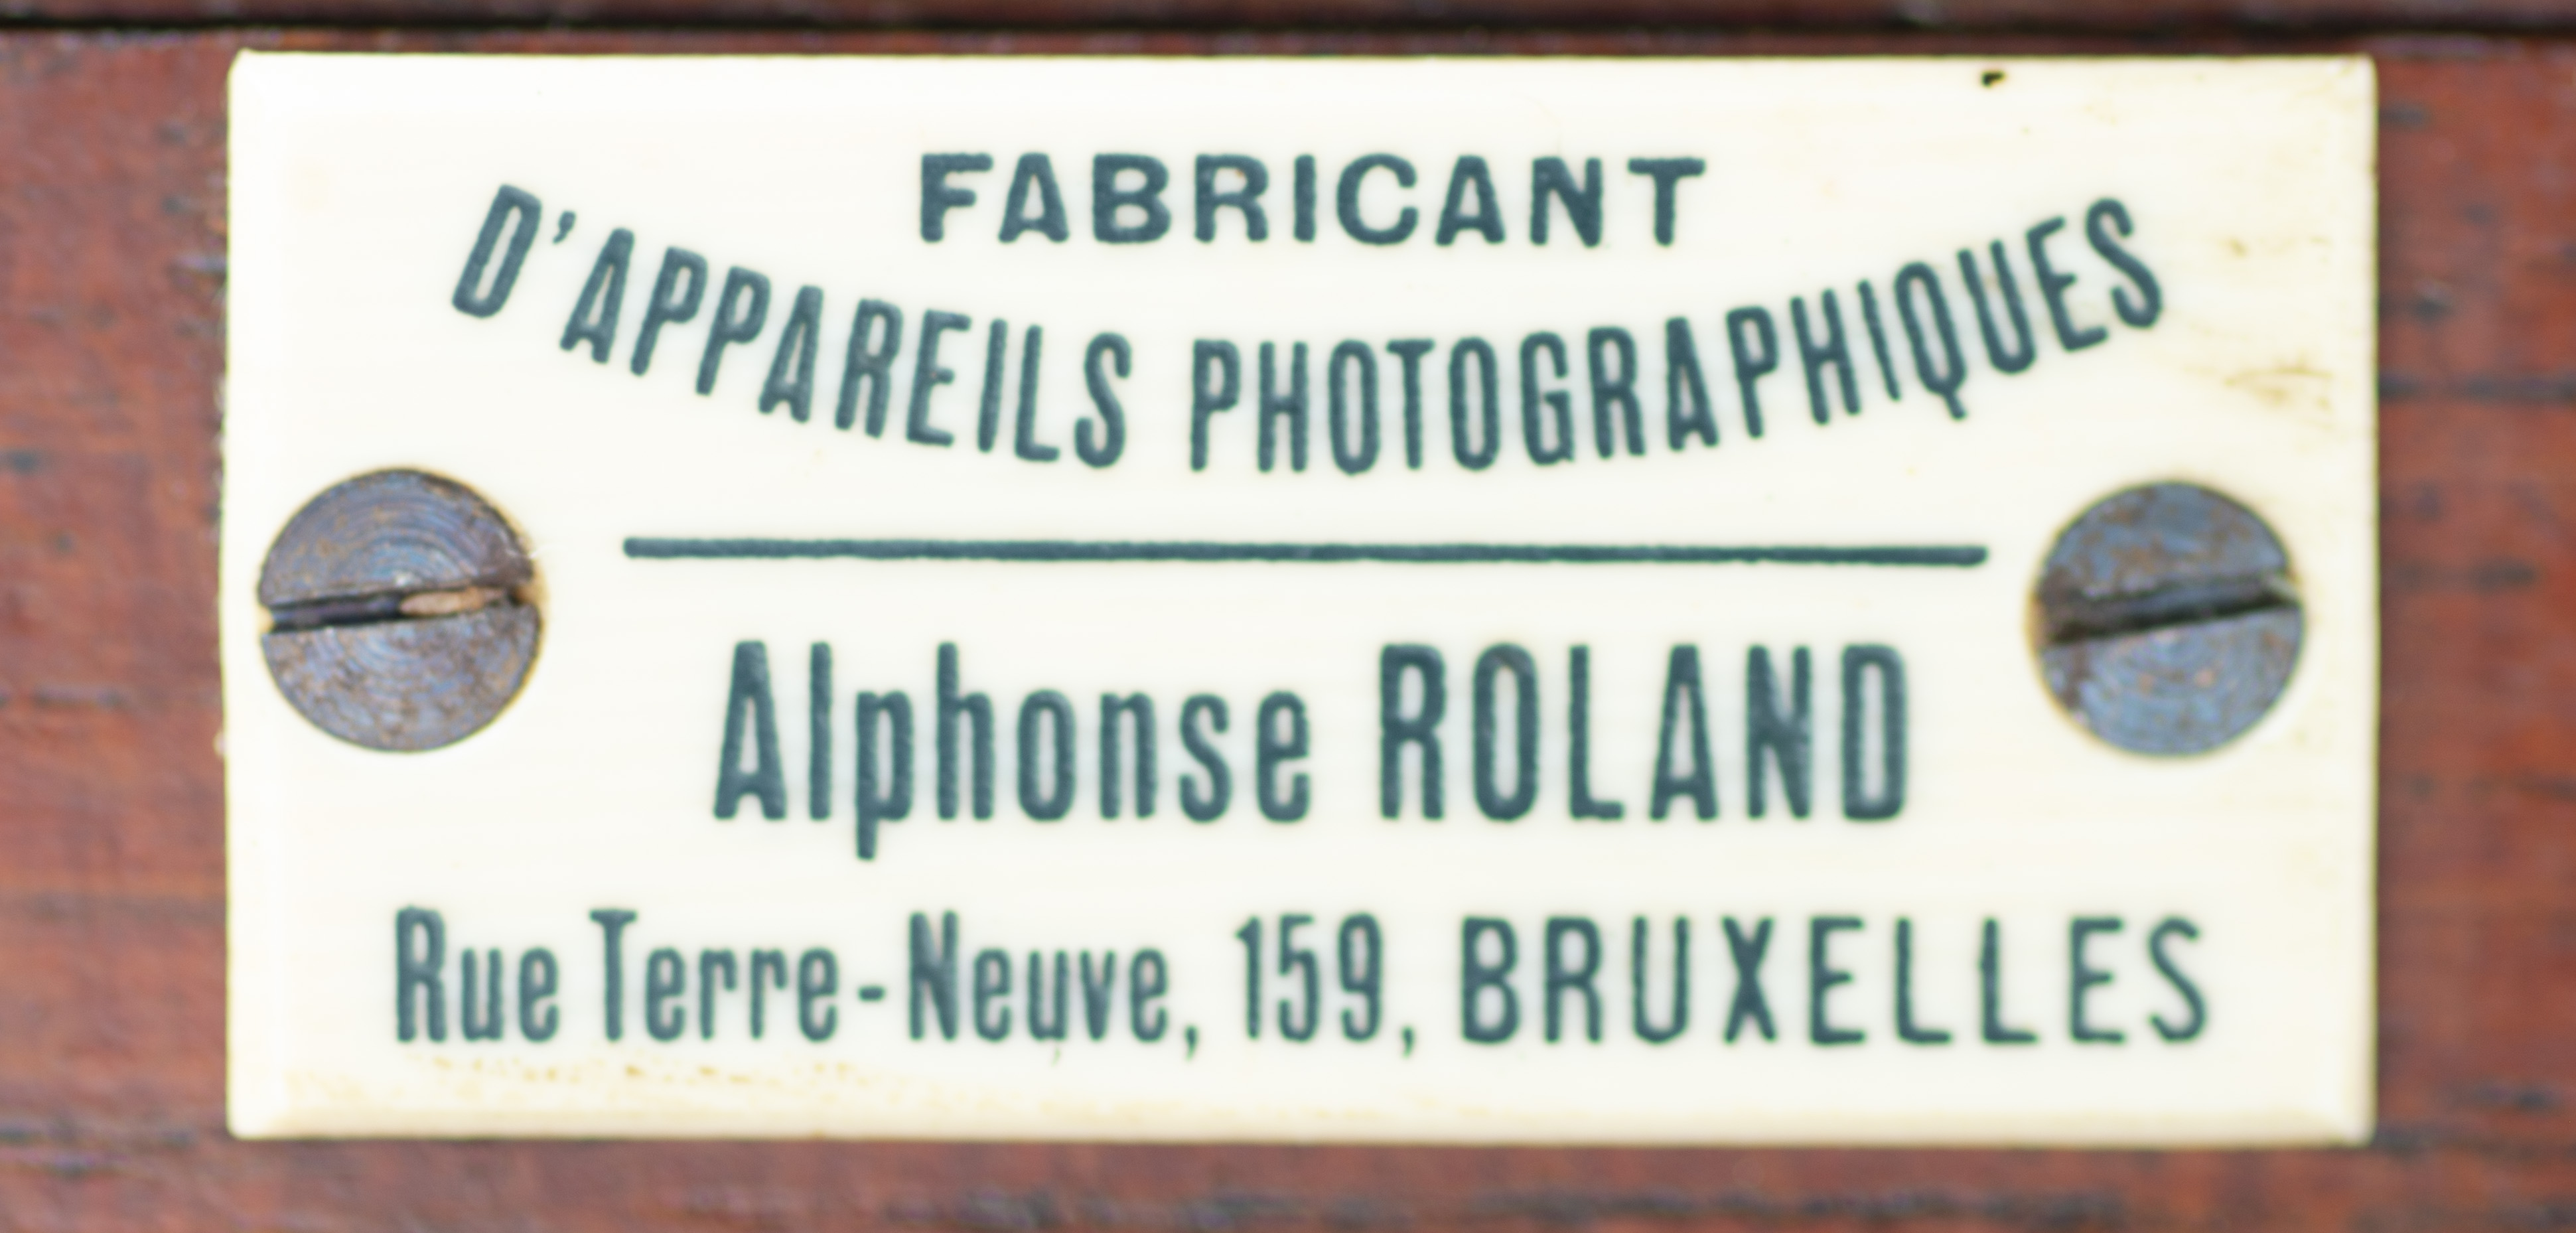 FABRICANT
D'APPAREILS PHOTOGRAPHIQUES
Alphonse ROLAND
Rue Terre-Neuve, 159, BRUXELLES